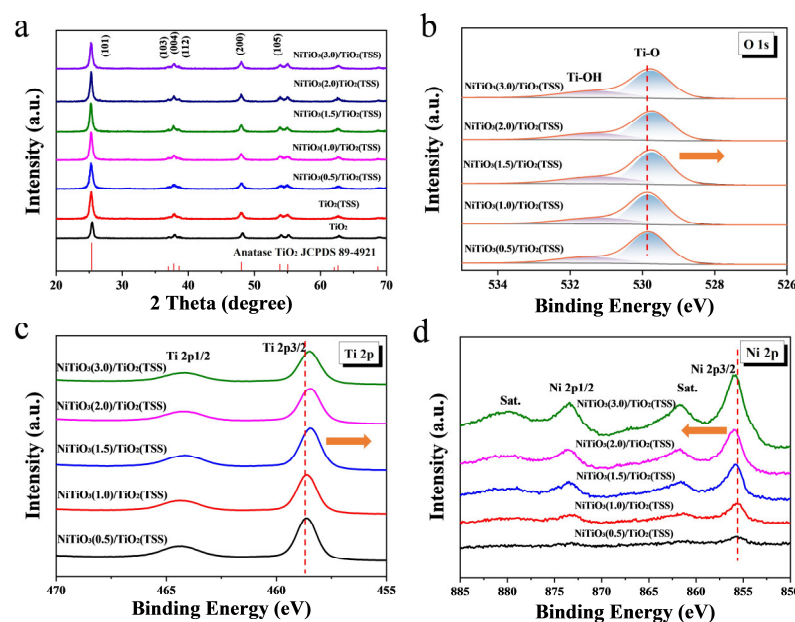 a
Intensity (a.u.)
(101)
(103)
(004)
(112)
(200)
(105)
NiTiO₃(3.0)/TiO₂(TSS)
NiTiO₃(2.0)TiO₂(TSS)
NiTiO₃(1.5)/TiO₂(TSS)
NiTiO₃(1.0)/TiO₂(TSS)
NiTiO₃(0.5)/TiO₂(TSS)
TiO₂(TSS)
TiO₂
Anatase TiO₂ JCPDS 89-4921
20 30 40 50 60 70
2 Theta (degree)
b
Intensity (a.u.)
O 1s
Ti-O
Ti-OH
NiTiO₃(3.0)/TiO₂(TSS)
NiTiO₃(2.0)/TiO₂(TSS)
NiTiO₃(1.5)/TiO₂(TSS)
NiTiO₃(1.0)/TiO₂(TSS)
NiTiO₃(0.5)/TiO₂(TSS)
535 534 533 532 531 530 529 528 527 526
Binding Energy (eV)
c
Intensity (a.u.)
Ti 2p
Ti 2p1/2
Ti 2p3/2
NiTiO₃(3.0)/TiO₂(TSS)
NiTiO₃(2.0)/TiO₂(TSS)
NiTiO₃(1.5)/TiO₂(TSS)
NiTiO₃(1.0)/TiO₂(TSS)
NiTiO₃(0.5)/TiO₂(TSS)
470 465 460 455
Binding Energy (eV)
d
Intensity (a.u.)
Ni 2p
Ni 2p3/2
Sat.
Ni 2p1/2
Sat.
NiTiO₃(3.0)/TiO₂(TSS)
NiTiO₃(2.0)/TiO₂(TSS)
NiTiO₃(1.5)/TiO₂(TSS)
NiTiO₃(1.0)/TiO₂(TSS)
NiTiO₃(0.5)/TiO₂(TSS)
885 880 875 870 865 860 855 850
Binding Energy (eV)